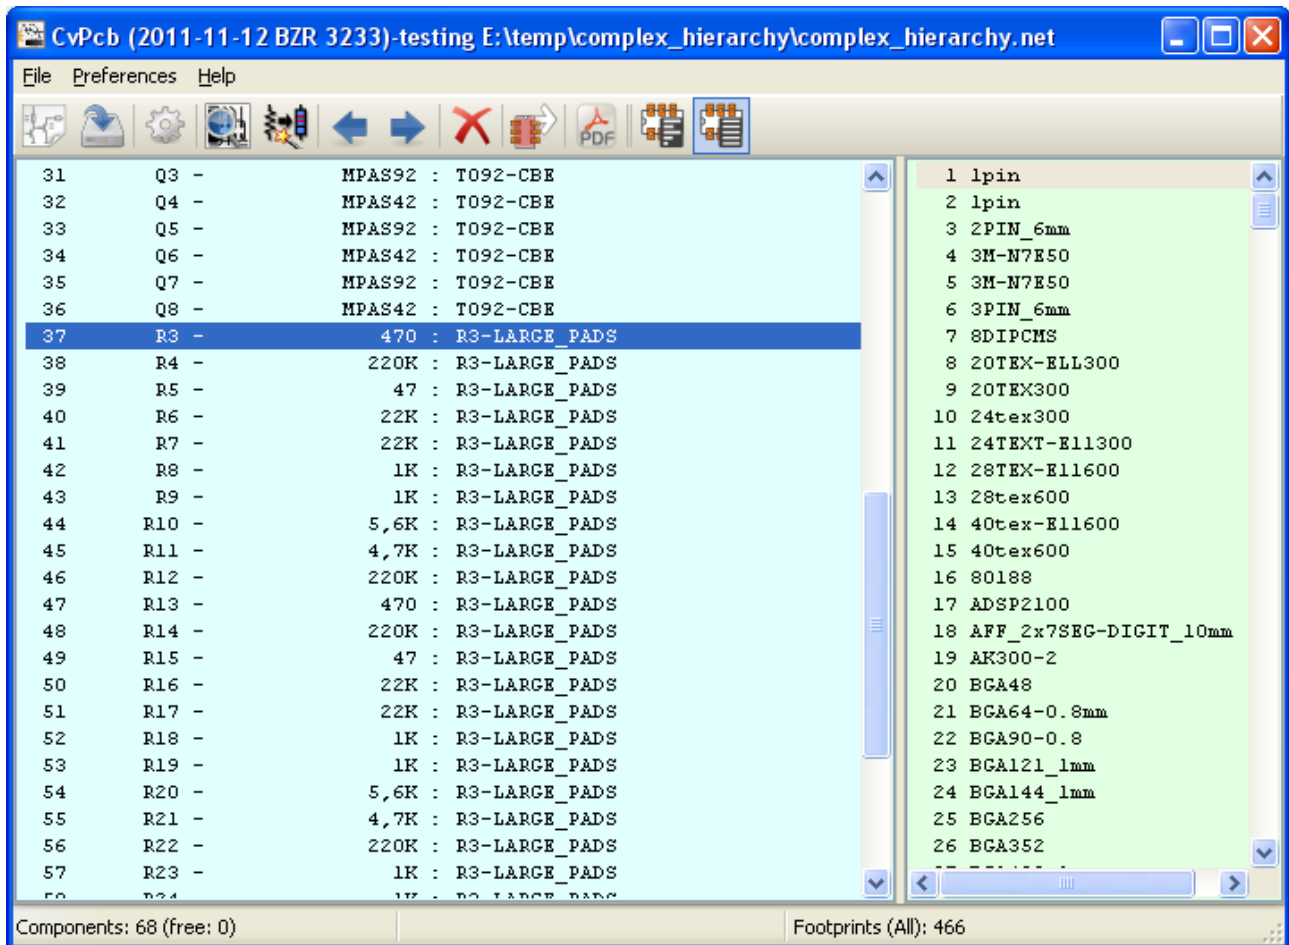 CvPcb (2011-11-12 BZR 3233)-testing E:\temp\complex_hierarchy\complex_hierarchy.net
File Preferences Help
PDF
31 Q3 - MPAS92 : TO92-CBE
32 Q4 - MPAS42 : TO92-CBE
33 Q5 - MPAS92 : TO92-CBE
34 Q6 - MPAS42 : TO92-CBE
35 Q7 - MPAS92 : TO92-CBE
36 Q8 - MPAS42 : TO92-CBE
37 R3 - 470 : R3-LARGE_PADS
38 R4 - 220K : R3-LARGE_PADS
39 R5 - 47 : R3-LARGE_PADS
40 R6 - 22K : R3-LARGE_PADS
41 R7 - 22K : R3-LARGE_PADS
42 R8 - 1K : R3-LARGE_PADS
43 R9 - 1K : R3-LARGE_PADS
44 R10 - 5,6K : R3-LARGE_PADS
45 R11 - 4,7K : R3-LARGE_PADS
46 R12 - 220K : R3-LARGE_PADS
47 R13 - 470 : R3-LARGE_PADS
48 R14 - 220K : R3-LARGE_PADS
49 R15 - 47 : R3-LARGE_PADS
50 R16 - 22K : R3-LARGE_PADS
51 R17 - 22K : R3-LARGE_PADS
52 R18 - 1K : R3-LARGE_PADS
53 R19 - 1K : R3-LARGE_PADS
54 R20 - 5,6K : R3-LARGE_PADS
55 R21 - 4,7K : R3-LARGE_PADS
56 R22 - 220K : R3-LARGE_PADS
57 R23 - 1K : R3-LARGE_PADS
1 1pin
2 1pin
3 2PIN_6mm
4 3M-N7E50
5 3M-N7E50
6 3PIN_6mm
7 8DIPCMS
8 20TEX-ELL300
9 20TEX300
10 24tex300
11 24TEXT-Ell300
12 28TEX-Ell600
13 28tex600
14 40tex-Ell600
15 40tex600
16 80188
17 ADSP2100
18 AFF_2x7SEG-DIGIT_10mm
19 AK300-2
20 BGA48
21 BGA64-0.8mm
22 BGA90-0.8
23 BGA121_1mm
24 BGA144_1mm
25 BGA256
26 BGA352
Components: 68 (free: 0)
Footprints (All): 466